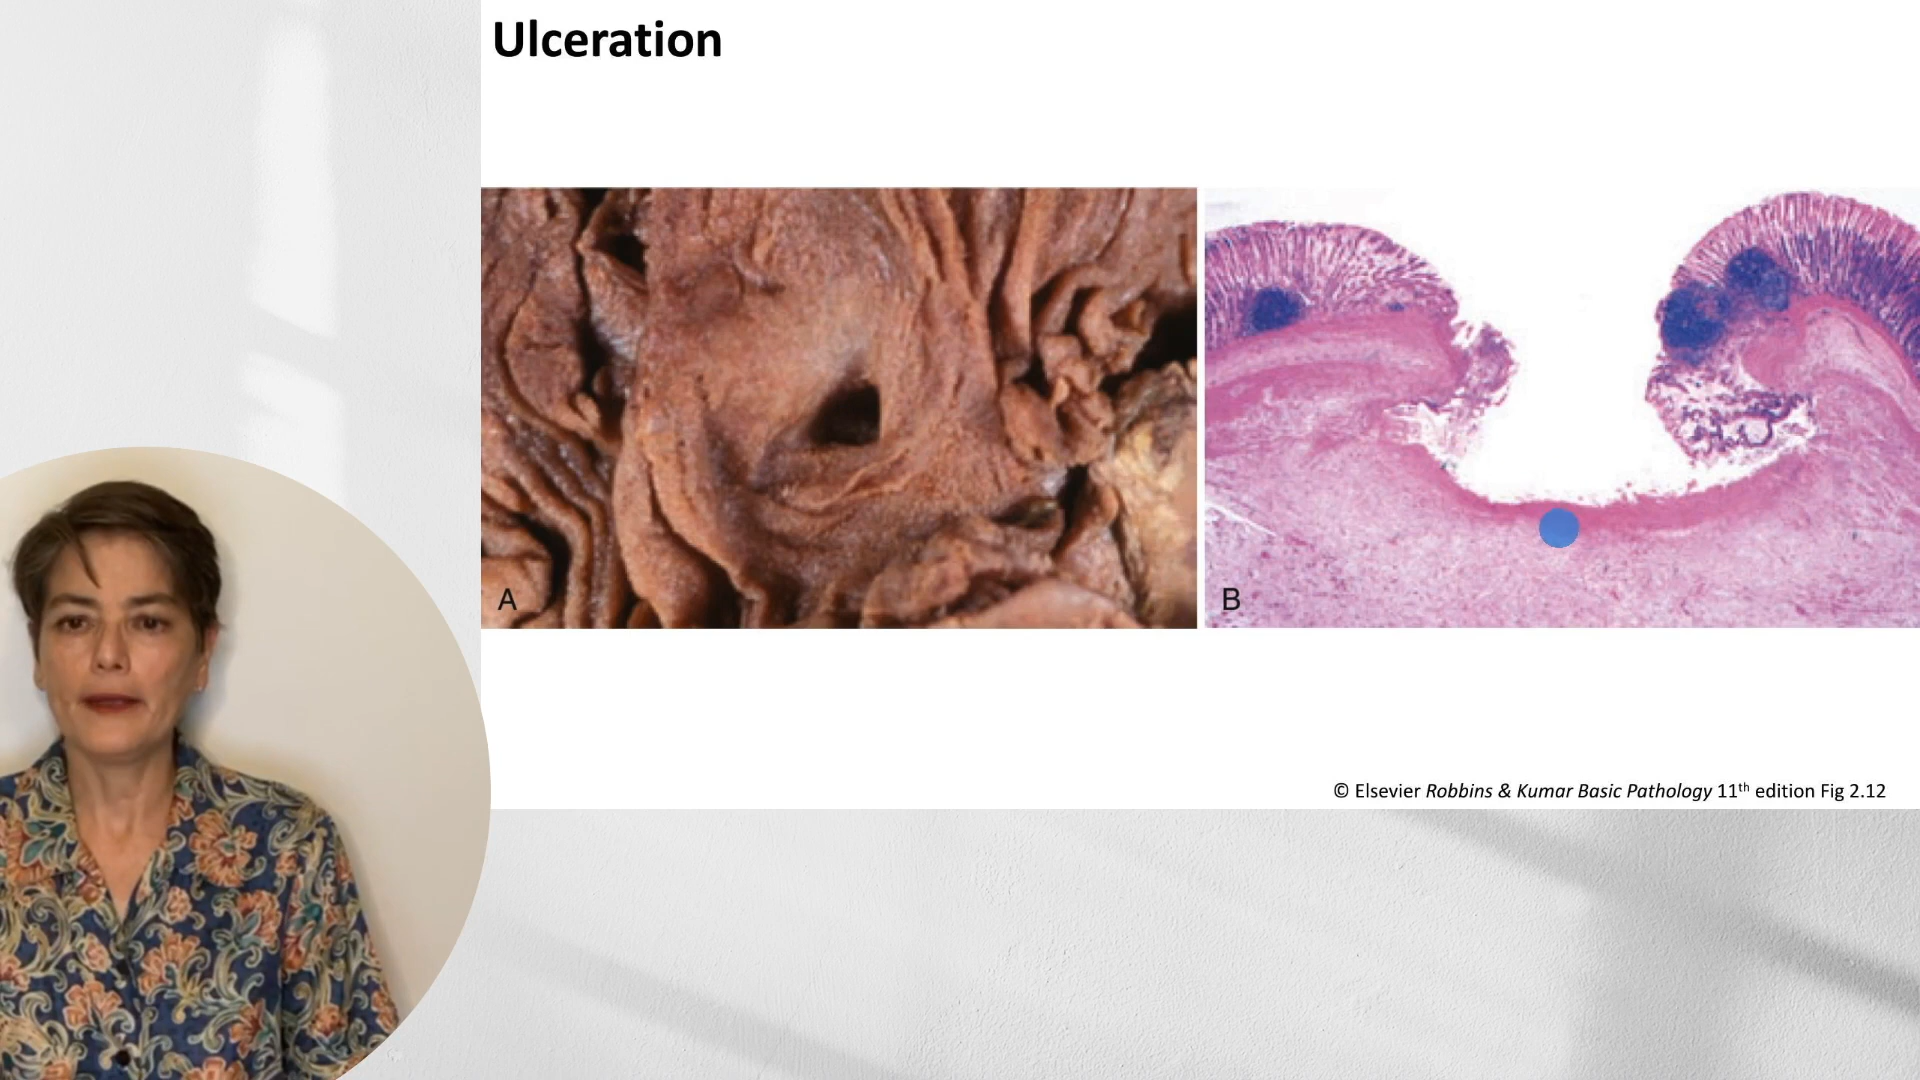 Ulceration
A
B
© Elsevier Robbins & Kumar Basic Pathology 11th edition Fig 2.12